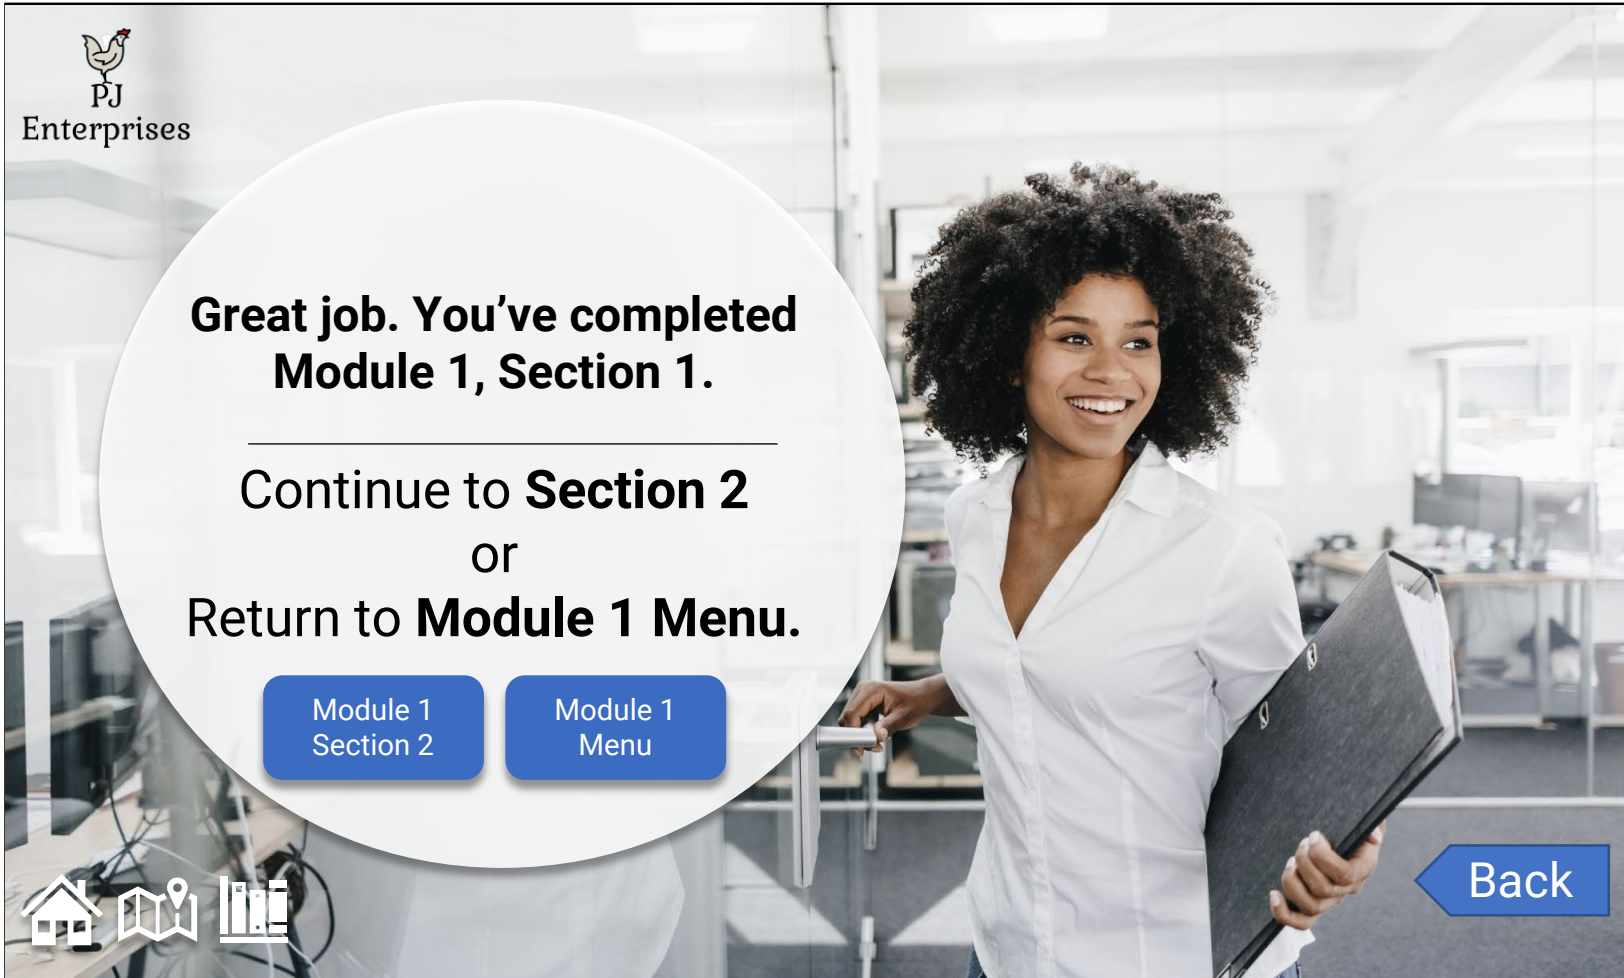 PJ
Enterprises
Great job. You’ve completed
Module 1, Section 1.
Continue to Section 2
or
Return to Module 1 Menu.
Module 1
Section 2
Module 1
Menu
Back